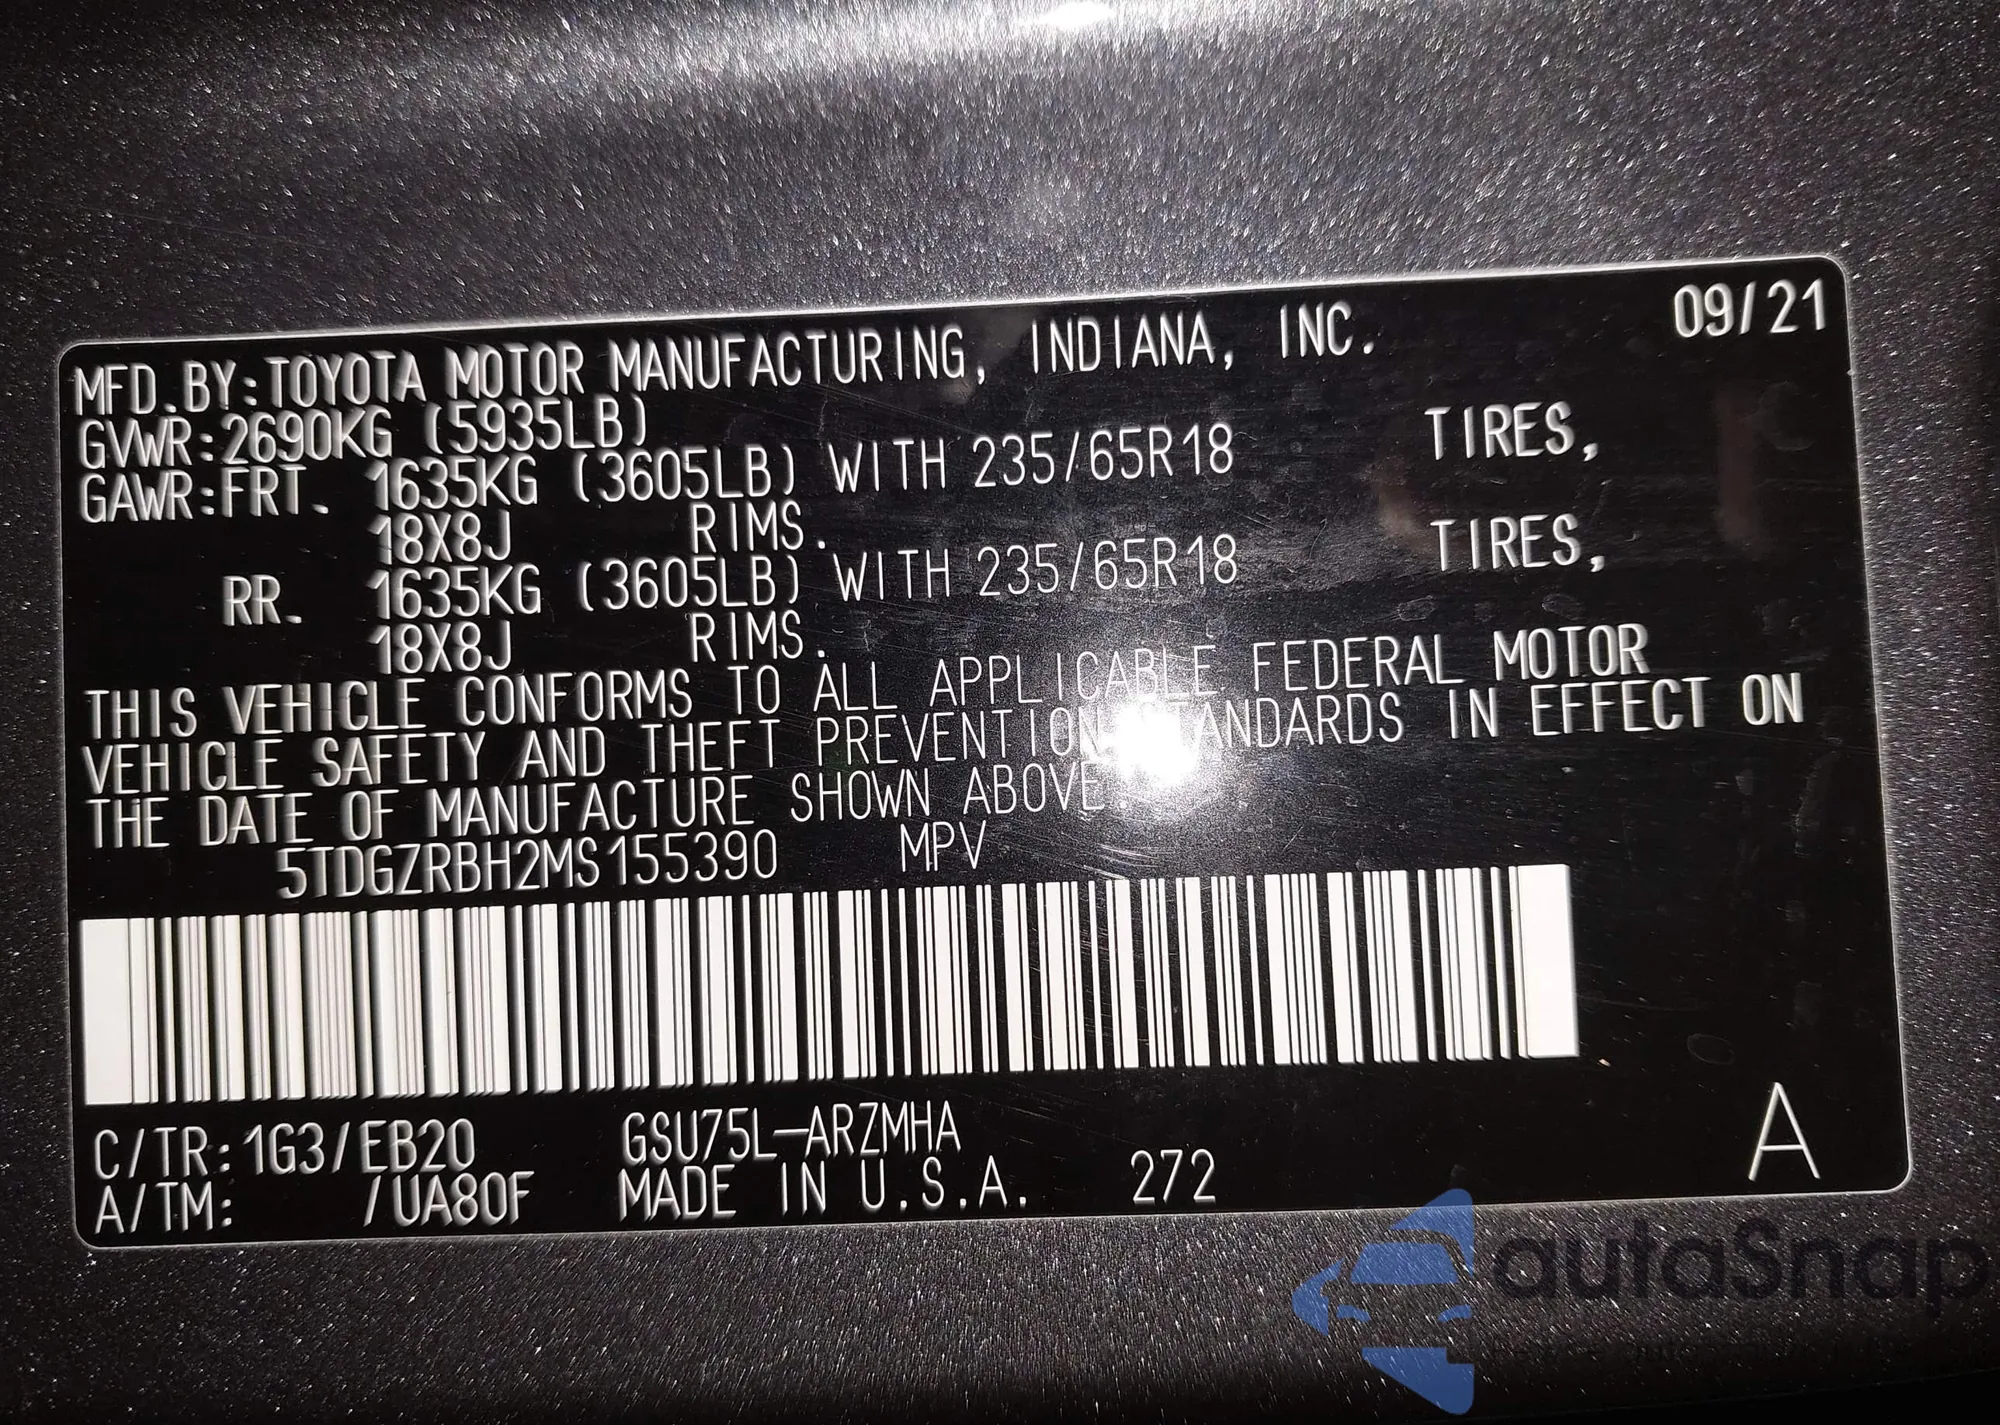 09/21
MFD.BY:TOYOTA MOTOR MANUFACTURING, INDIANA, INC.
GVWR:2690KG (5935LB)
GAWR:FRT. 1635KG (3605LB) WITH 235/65R18 TIRES,
18X8J RIMS.
RR. 1635KG (3605LB) WITH 235/65R18 TIRES,
18X8J RIMS.
THIS VEHICLE CONFORMS TO ALL APPLICABLE FEDERAL MOTOR
VEHICLE SAFETY AND THEFT PREVENTION STANDARDS IN EFFECT ON
THE DATE OF MANUFACTURE SHOWN ABOVE.
5TDGZRBH2MS155390 MPV
C/TR:1G3/EB20 GSU75L-ARZMHA
A/TM: /UA80F MADE IN U.S.A. 272 A
autaSnap